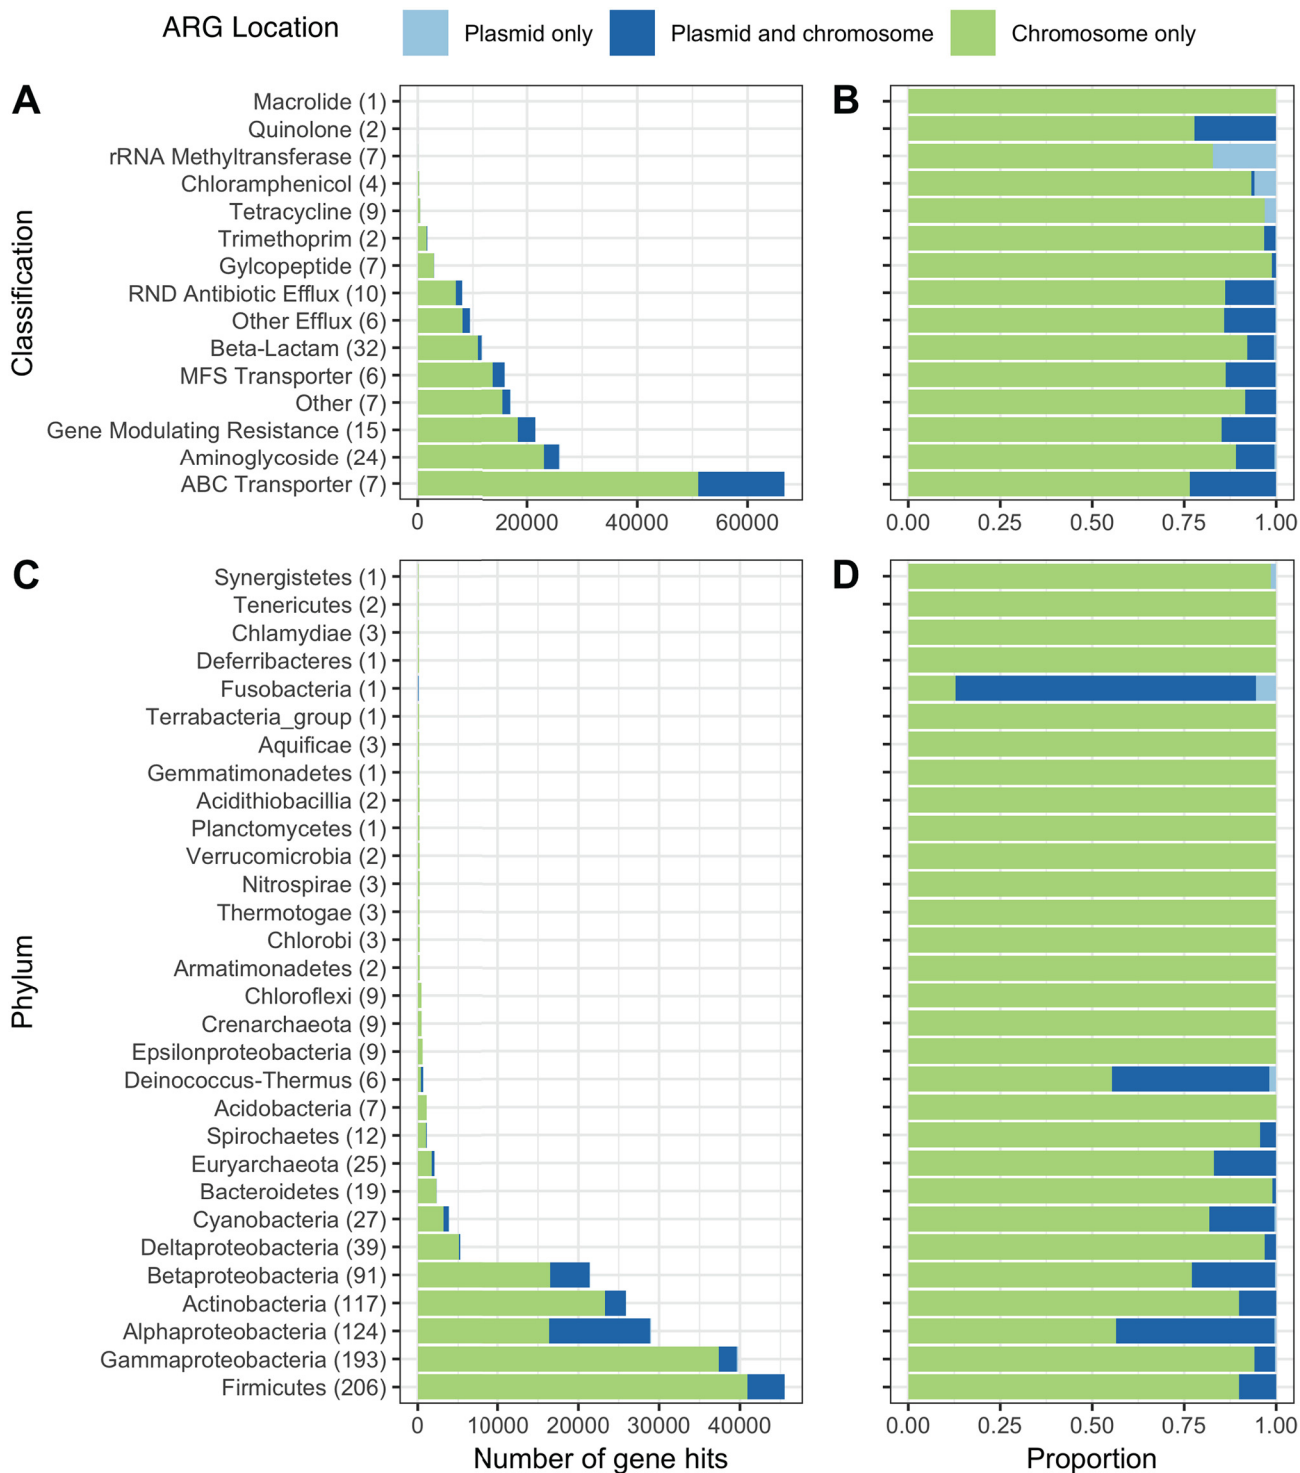 ARG Location Plasmid only Plasmid and chromosome Chromosome only
A
B
Classification
Macrolide (1)
Quinolone (2)
rRNA Methyltransferase (7)
Chloramphenicol (4)
Tetracycline (9)
Trimethoprim (2)
Gylcopeptide (7)
RND Antibiotic Efflux (10)
Other Efflux (6)
Beta-Lactam (32)
MFS Transporter (6)
Other (7)
Gene Modulating Resistance (15)
Aminoglycoside (24)
ABC Transporter (7)
0 20000 40000 60000
0.00 0.25 0.50 0.75 1.00
C
D
Phylum
Synergistetes (1)
Tenericutes (2)
Chlamydiae (3)
Deferribacteres (1)
Fusobacteria (1)
Terrabacteria_group (1)
Aquificae (3)
Gemmatimonadetes (1)
Acidithiobacillia (2)
Planctomycetes (1)
Verrucomicrobia (2)
Nitrospirae (3)
Thermotogae (3)
Chlorobi (3)
Armatimonadetes (2)
Chloroflexi (9)
Crenarchaeota (9)
Epsilonproteobacteria (9)
Deinococcus-Thermus (6)
Acidobacteria (7)
Spirochaetes (12)
Euryarchaeota (25)
Bacteroidetes (19)
Cyanobacteria (27)
Deltaproteobacteria (39)
Betaproteobacteria (91)
Actinobacteria (117)
Alphaproteobacteria (124)
Gammaproteobacteria (193)
Firmicutes (206)
0 10000 20000 30000 40000
0.00 0.25 0.50 0.75 1.00
Number of gene hits
Proportion